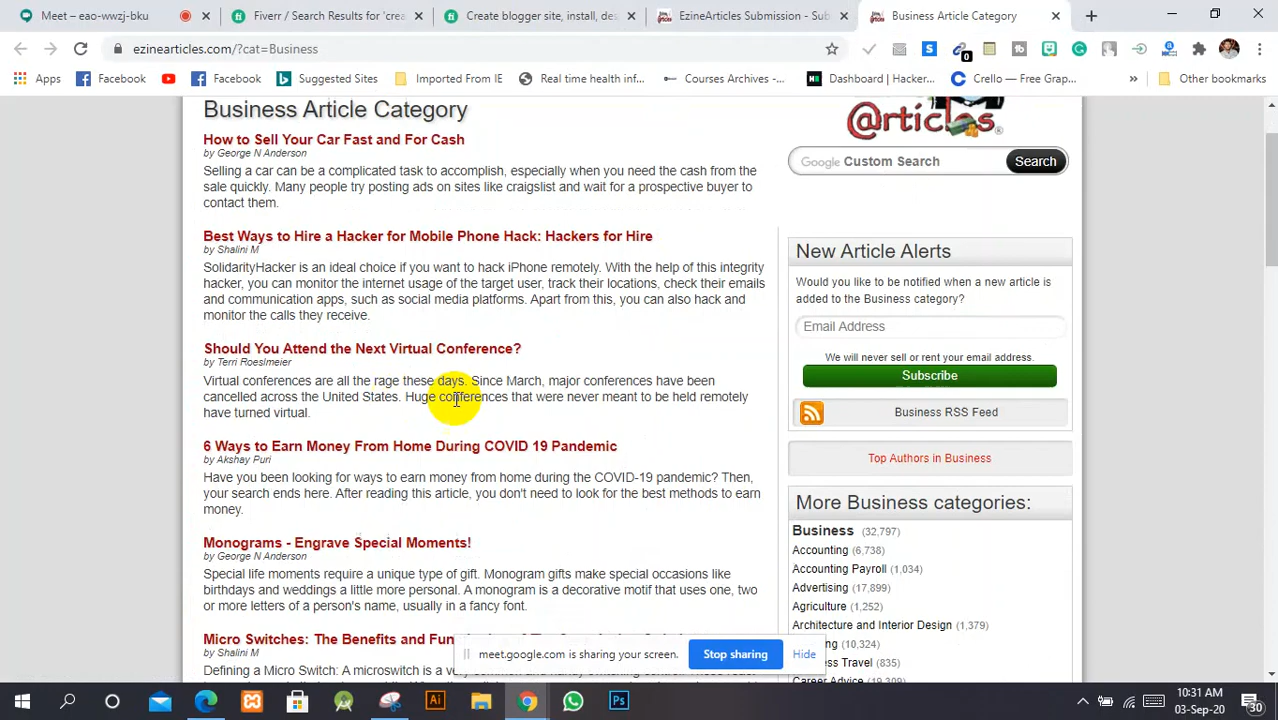 Meet – eao-wwzj-bku
Fiverr / Search Results for 'crea
Create blogger site, install, des
EzineArticles Submission - Sub
Business Article Category
ezinearticles.com/?cat=Business
0
Apps
Facebook
Facebook
Suggested Sites
Imported From IE
Real time health inf...
Courses Archives -...
Dashboard | Hacker...
Crello — Free Grap...
Other bookmarks
Business Article Category
How to Sell Your Car Fast and For Cash
by George N Anderson
Selling a car can be a complicated task to accomplish, especially when you need the cash from the
sale quickly. Many people try posting ads on sites like craigslist and wait for a prospective buyer to
contact them.
Best Ways to Hire a Hacker for Mobile Phone Hack: Hackers for Hire
by Shalini M
SolidarityHacker is an ideal choice if you want to hack iPhone remotely. With the help of this integrity
hacker, you can monitor the internet usage of the target user, track their locations, check their emails
and communication apps, such as social media platforms. Apart from this, you can also hack and
monitor the calls they receive.
Should You Attend the Next Virtual Conference?
by Terri Roeslmeier
Virtual conferences are all the rage these days. Since March, major conferences have been
cancelled across the United States. Huge conferences that were never meant to be held remotely
have turned virtual.
6 Ways to Earn Money From Home During COVID 19 Pandemic
by Akshay Puri
Have you been looking for ways to earn money from home during the COVID-19 pandemic? Then,
your search ends here. After reading this article, you don't need to look for the best methods to earn
money.
Monograms - Engrave Special Moments!
by George N Anderson
Special life moments require a unique type of gift. Monogram gifts make special occasions like
birthdays and weddings a little more personal. A monogram is a decorative motif that uses one, two
or more letters of a person's name, usually in a fancy font.
Micro Switches: The Benefits and
by Shalini M
Defining a Micro Switch: A microswitch is a
@rticles
Google Custom Search
Search
New Article Alerts
Would you like to be notified when a new article is
added to the Business category?
Email Address
We will never sell or rent your email address.
Subscribe
Business RSS Feed
Top Authors in Business
More Business categories:
Business (32,797)
Accounting (6,738)
Accounting Payroll (1,034)
Advertising (17,899)
Agriculture (1,252)
Architecture and Interior Design (1,379)
(10,324)
Travel (835)
Career Advice (19,309)
meet.google.com is sharing your screen.
Stop sharing
Hide
Ai
Ps
10:31 AM
03-Sep-20
30